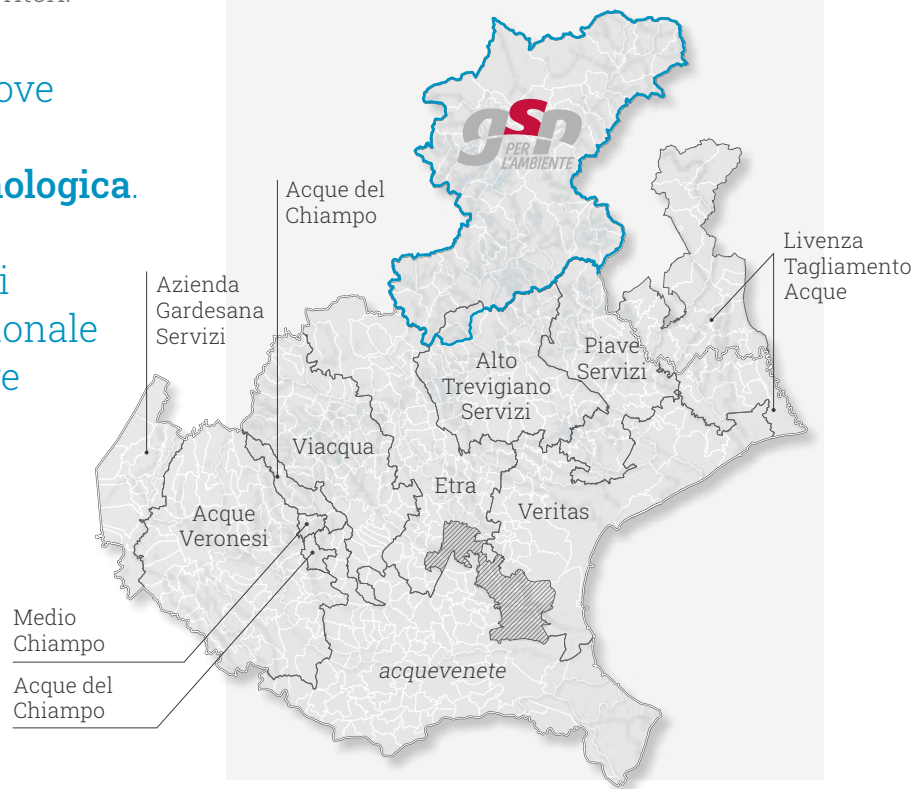 ove
nologica.
i
onale
e
gsp
PER
L'AMBIENTE
Acque del
Chiampo
Livenza
Tagliamento
Acque
Azienda
Gardesana
Servizi
Alto
Trevigiano
Servizi
Piave
Servizi
Viacqua
Etra
Veritas
Acque
Veronesi
Medio
Chiampo
acquevenete
Acque del
Chiampo